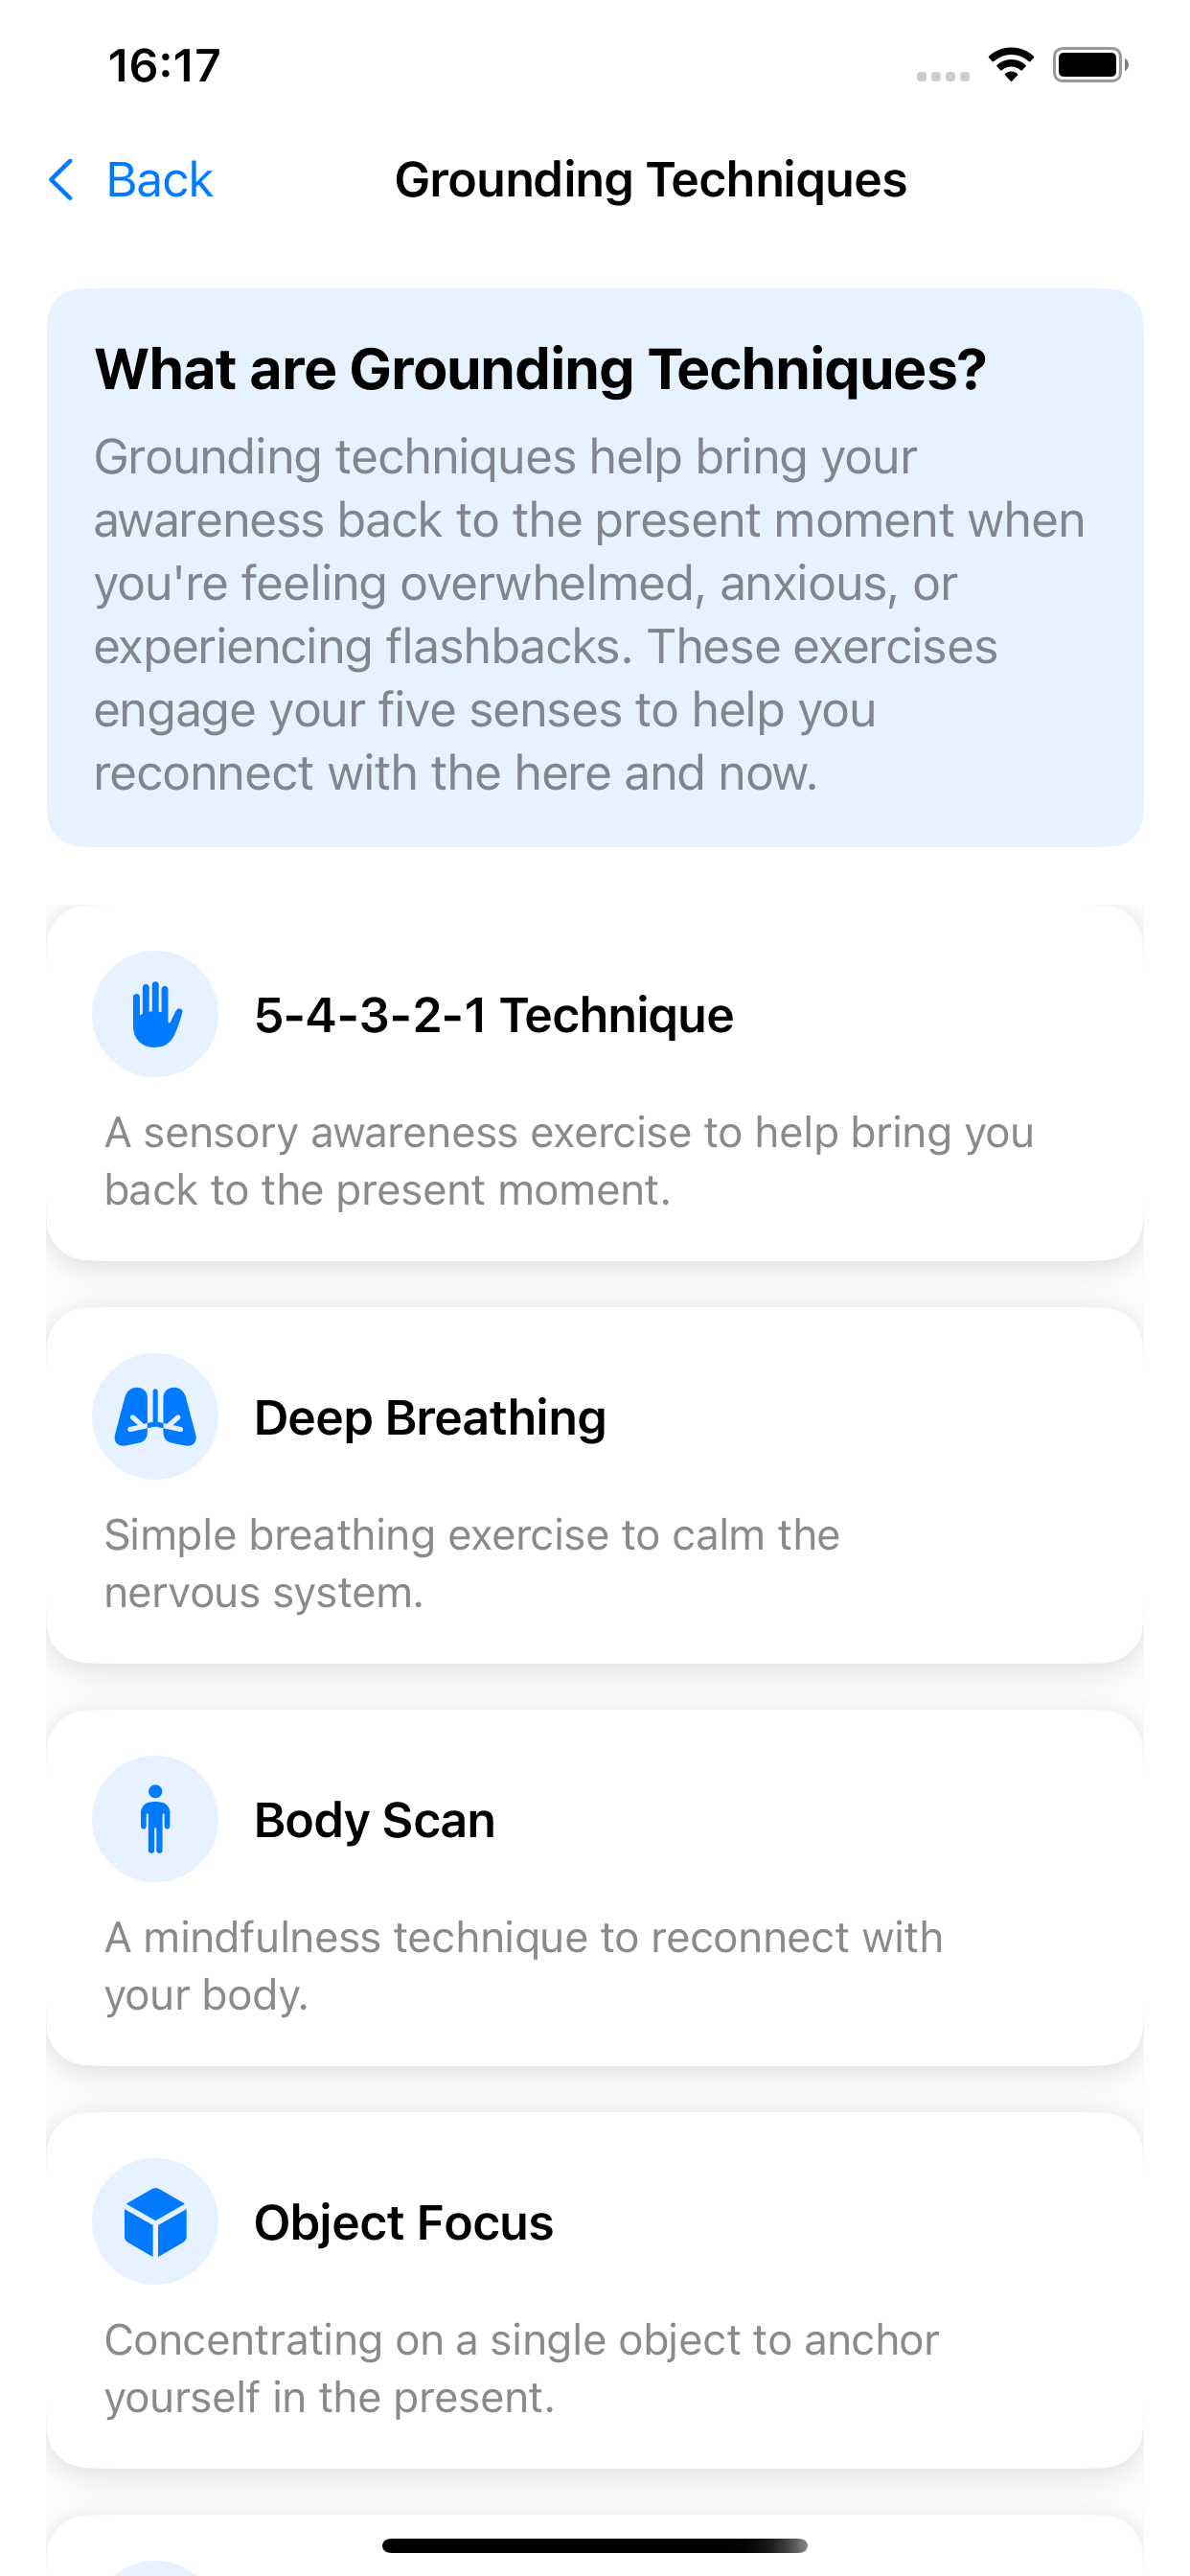 16:17
Back
Grounding Techniques
What are Grounding Techniques?
Grounding techniques help bring your
awareness back to the present moment when
you're feeling overwhelmed, anxious, or
experiencing flashbacks. These exercises
engage your five senses to help you
reconnect with the here and now.
5-4-3-2-1 Technique
A sensory awareness exercise to help bring you
back to the present moment.
Deep Breathing
Simple breathing exercise to calm the
nervous system.
Body Scan
A mindfulness technique to reconnect with
your body.
Object Focus
Concentrating on a single object to anchor
yourself in the present.